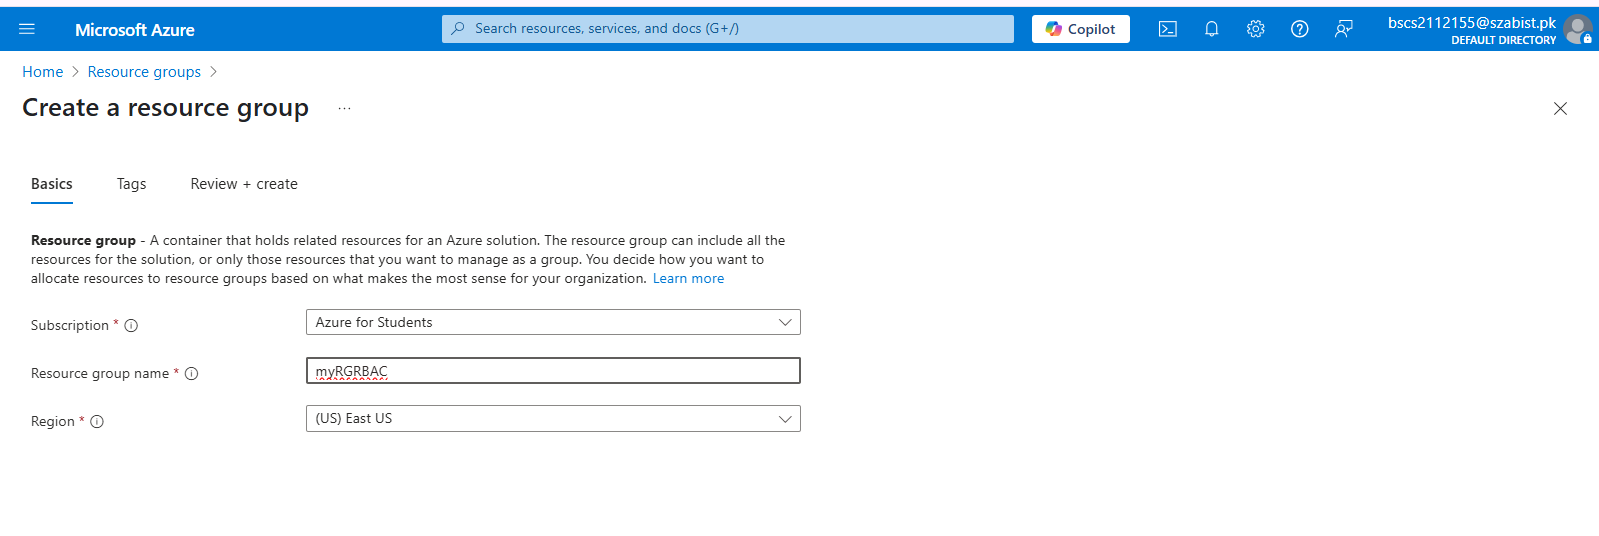 Microsoft Azure
Search resources, services, and docs (G+/)
Copilot
bscs2112155@szabist.pk
DEFAULT DIRECTORY
Home > Resource groups >
Create a resource group ...
Basics Tags Review + create
Resource group - A container that holds related resources for an Azure solution. The resource group can include all the
resources for the solution, or only those resources that you want to manage as a group. You decide how you want to
allocate resources to resource groups based on what makes the most sense for your organization. Learn more
Subscription * Azure for Students
Resource group name * myRGRBAC
Region * (US) East US